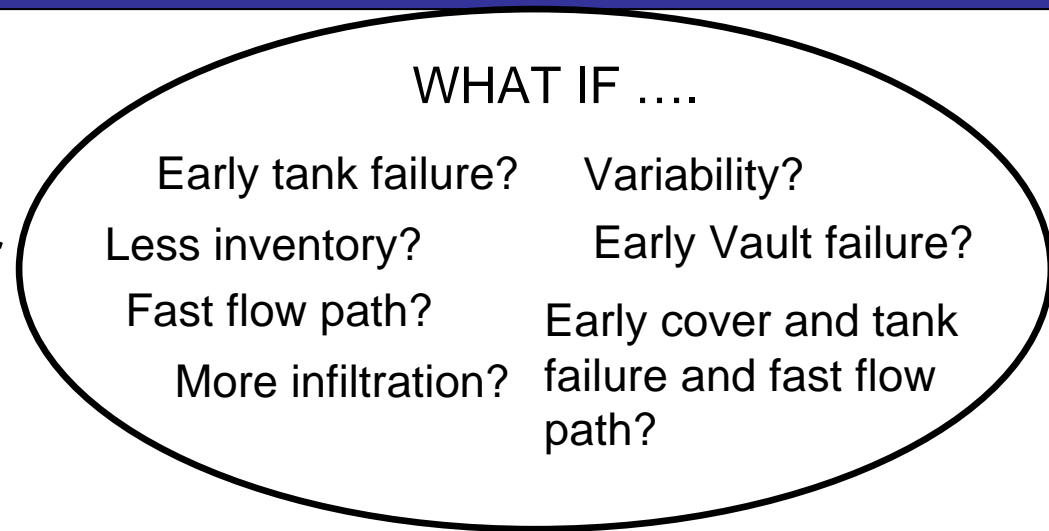 WHAT IF ….
Early tank failure?
Variability?
Less inventory?
Early Vault failure?
Fast flow path?
Early cover and tank
failure and fast flow
path?
More infiltration?